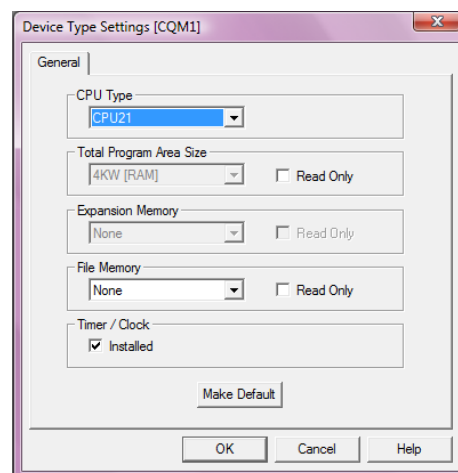 Device Type Settings [CQM1]
General
CPU Type
CPU21
Total Program Area Size
4KW [RAM]
Read Only
Expansion Memory
None
Read Only
File Memory
None
Read Only
Timer / Clock
Installed
Make Default
OK
Cancel
Help